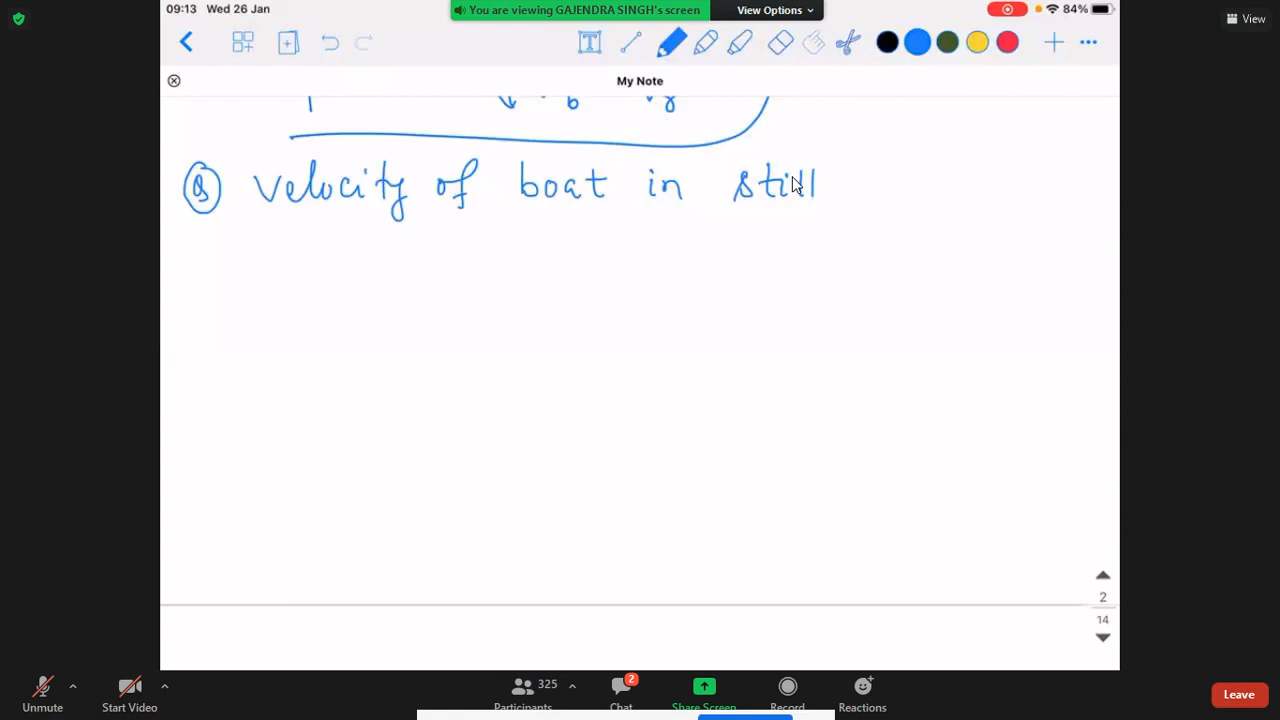 09:13 Wed 26 Jan
You are viewing GAJENDRA SINGH's screen
View Options
84%
View
My Note
Q velocity of boat in still
2
14
Unmute
Start Video
325
Participants
2
Chat
Share Screen
Record
Reactions
Leave